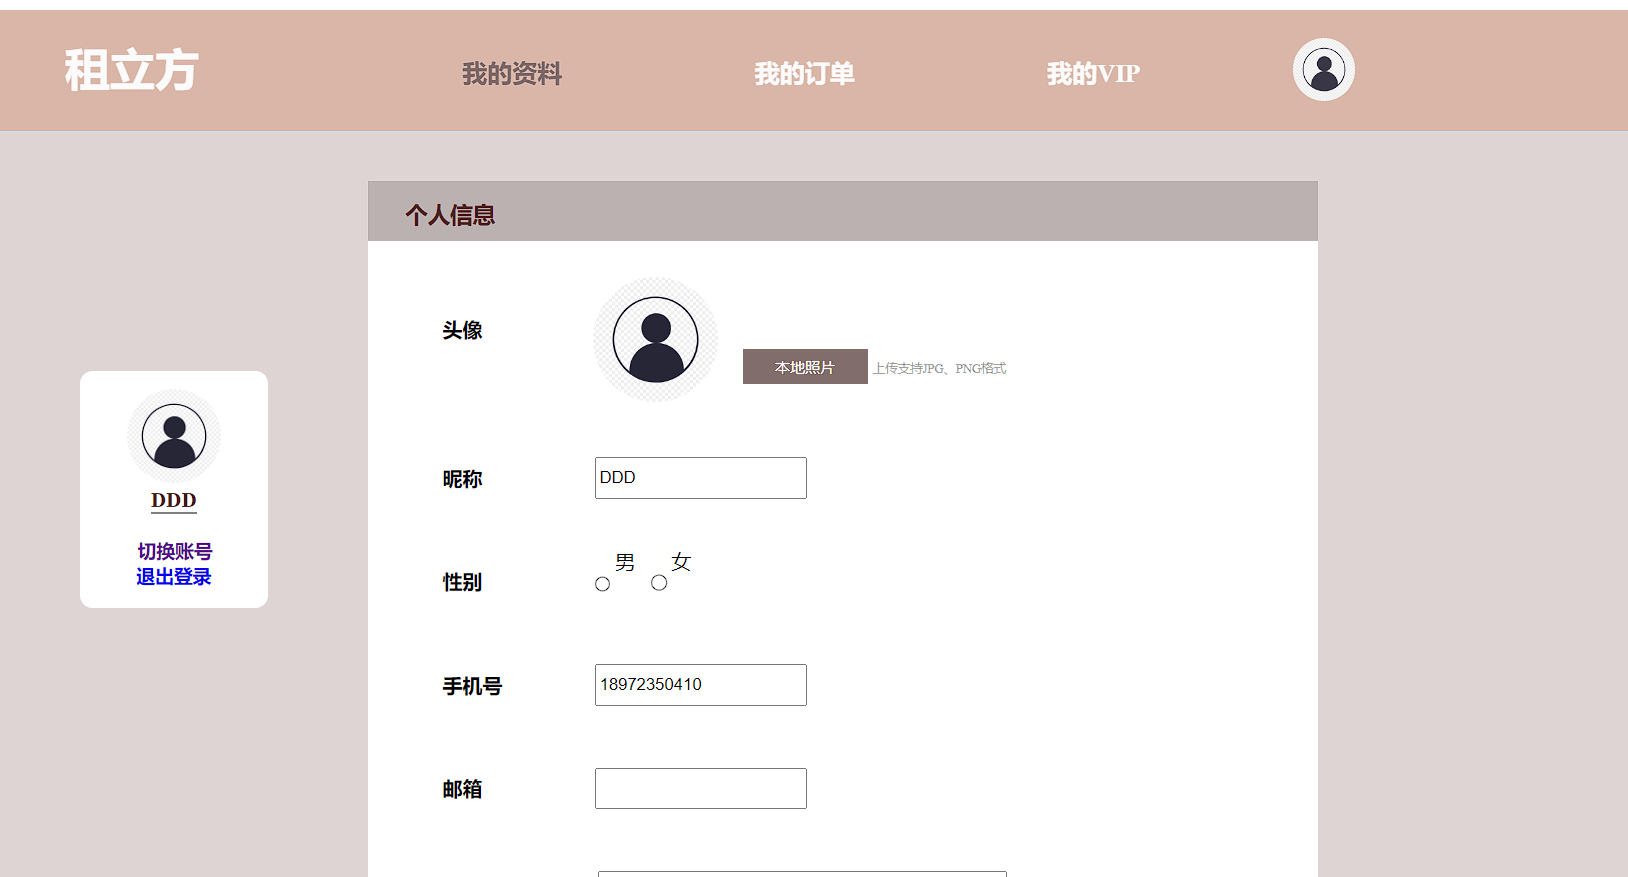 租立方
我的资料
我的订单
我的VIP
个人信息
头像
本地照片 上传支持JPG、PNG格式
昵称 DDD
DDD
切换账号
退出登录
性别 男 女
手机号 18972350410
邮箱